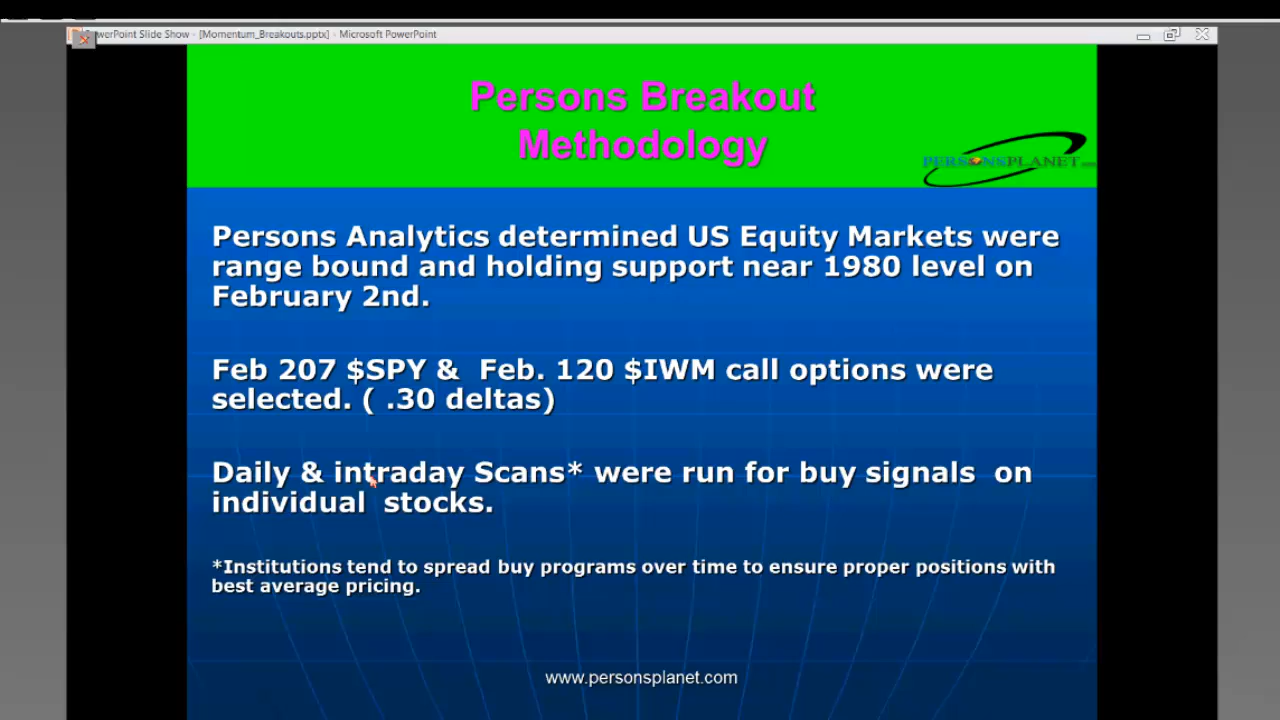 PowerPoint Slide Show - [Momentum_Breakouts.pptx] - Microsoft PowerPoint
Persons Breakout
Methodology
PERSONSPLANET
Persons Analytics determined US Equity Markets were
range bound and holding support near 1980 level on
February 2nd.
Feb 207 $SPY & Feb. 120 $IWM call options were
selected. ( .30 deltas)
Daily & intraday Scans* were run for buy signals on
individual stocks.
*Institutions tend to spread buy programs over time to ensure proper positions with
best average pricing.
www.personsplanet.com